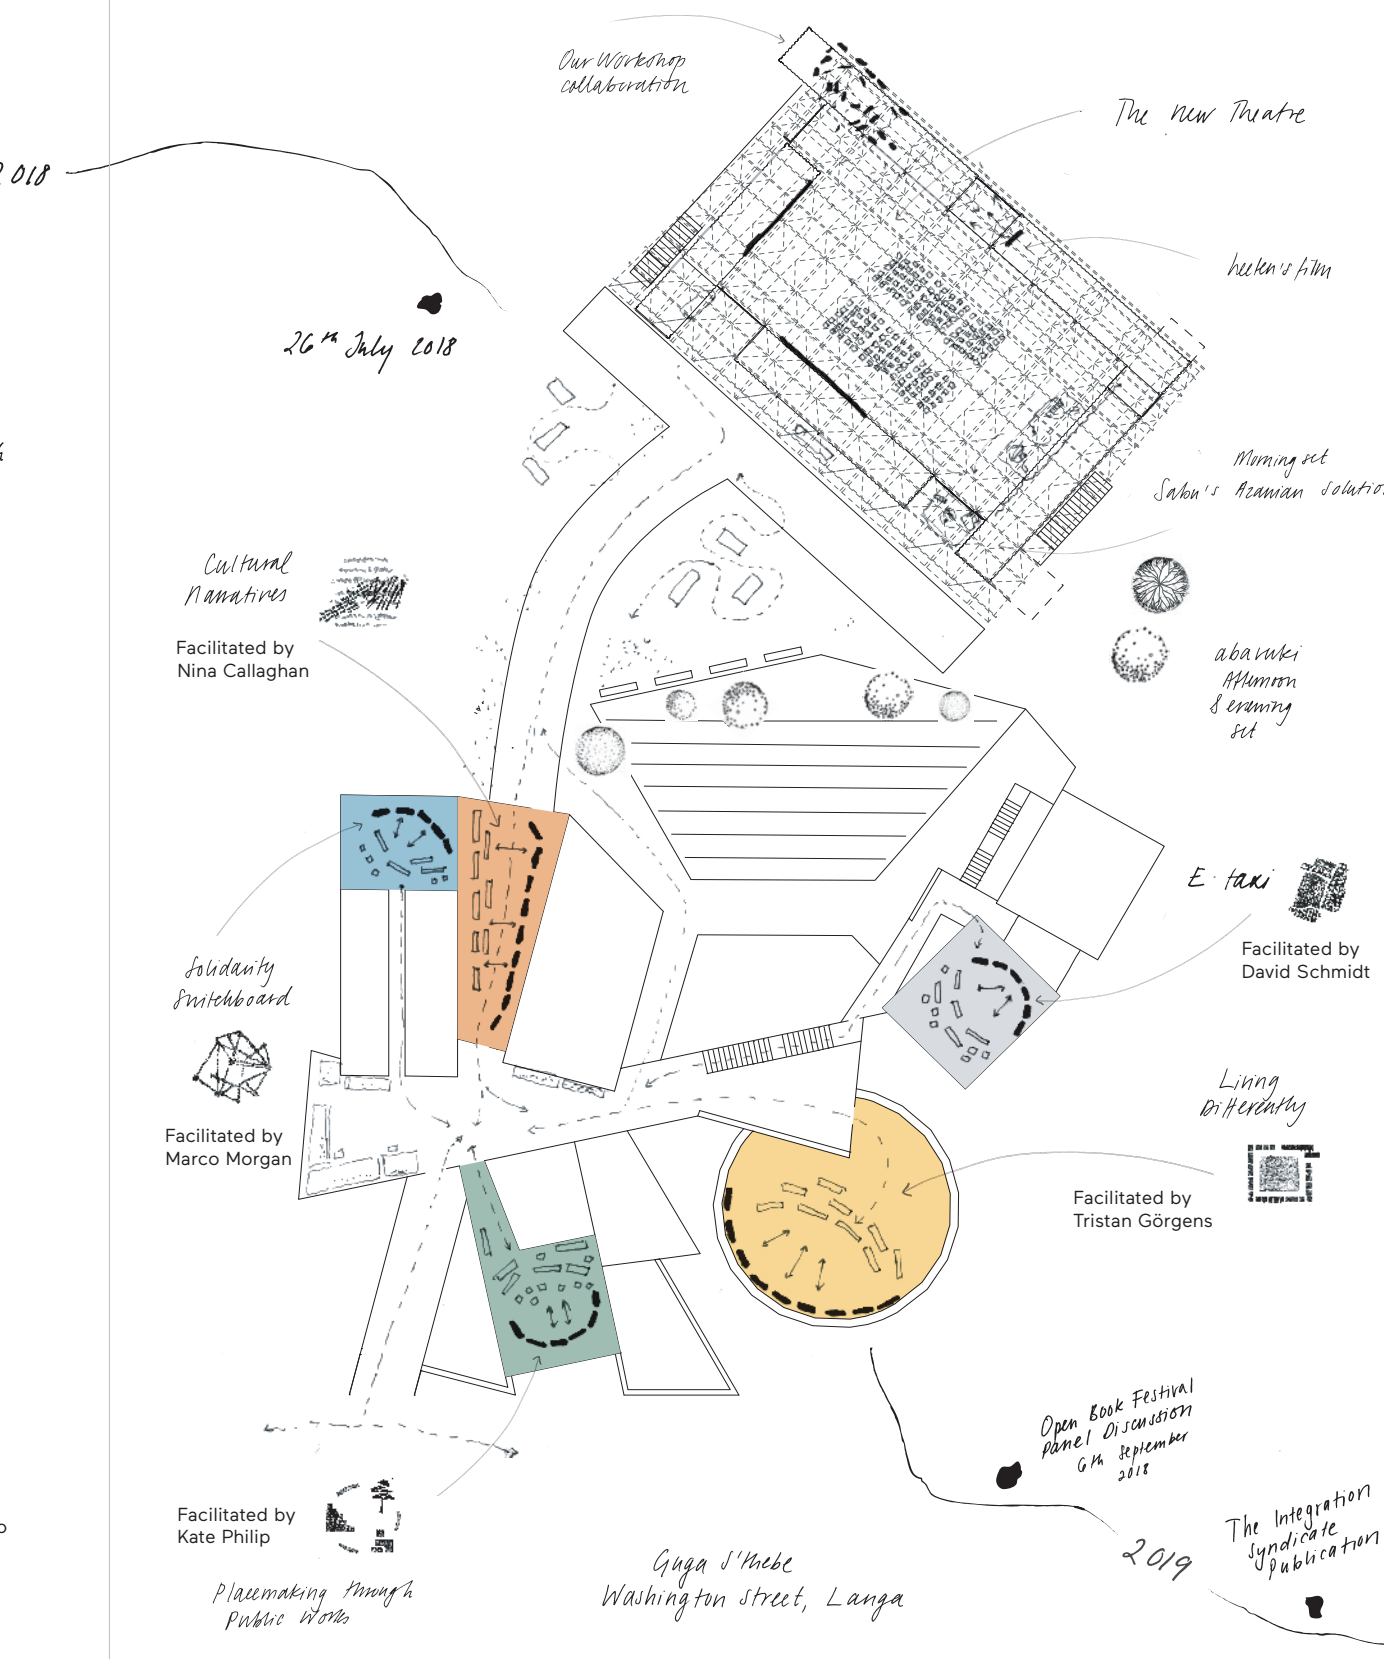 Our Workshop
collaboration
The New Theatre
2018
heeten's film
26th July 2018
Morning set
Sabu's Azanian Solution
Cultural
Narratives
Facilitated by
Nina Callaghan
abavuki
Afternoon
& evening
set
E-taxi
Facilitated by
David Schmidt
Solidarity
Switchboard
Facilitated by
Marco Morgan
Living
Differently
Facilitated by
Tristan Görgens
Open Book Festival
Panel Discussion
6th September
2018
Facilitated by
Kate Philip
Placemaking through
Public Works
Guga S'thebe
Washington Street, Langa
2019
The Integration
Syndicate
Publication